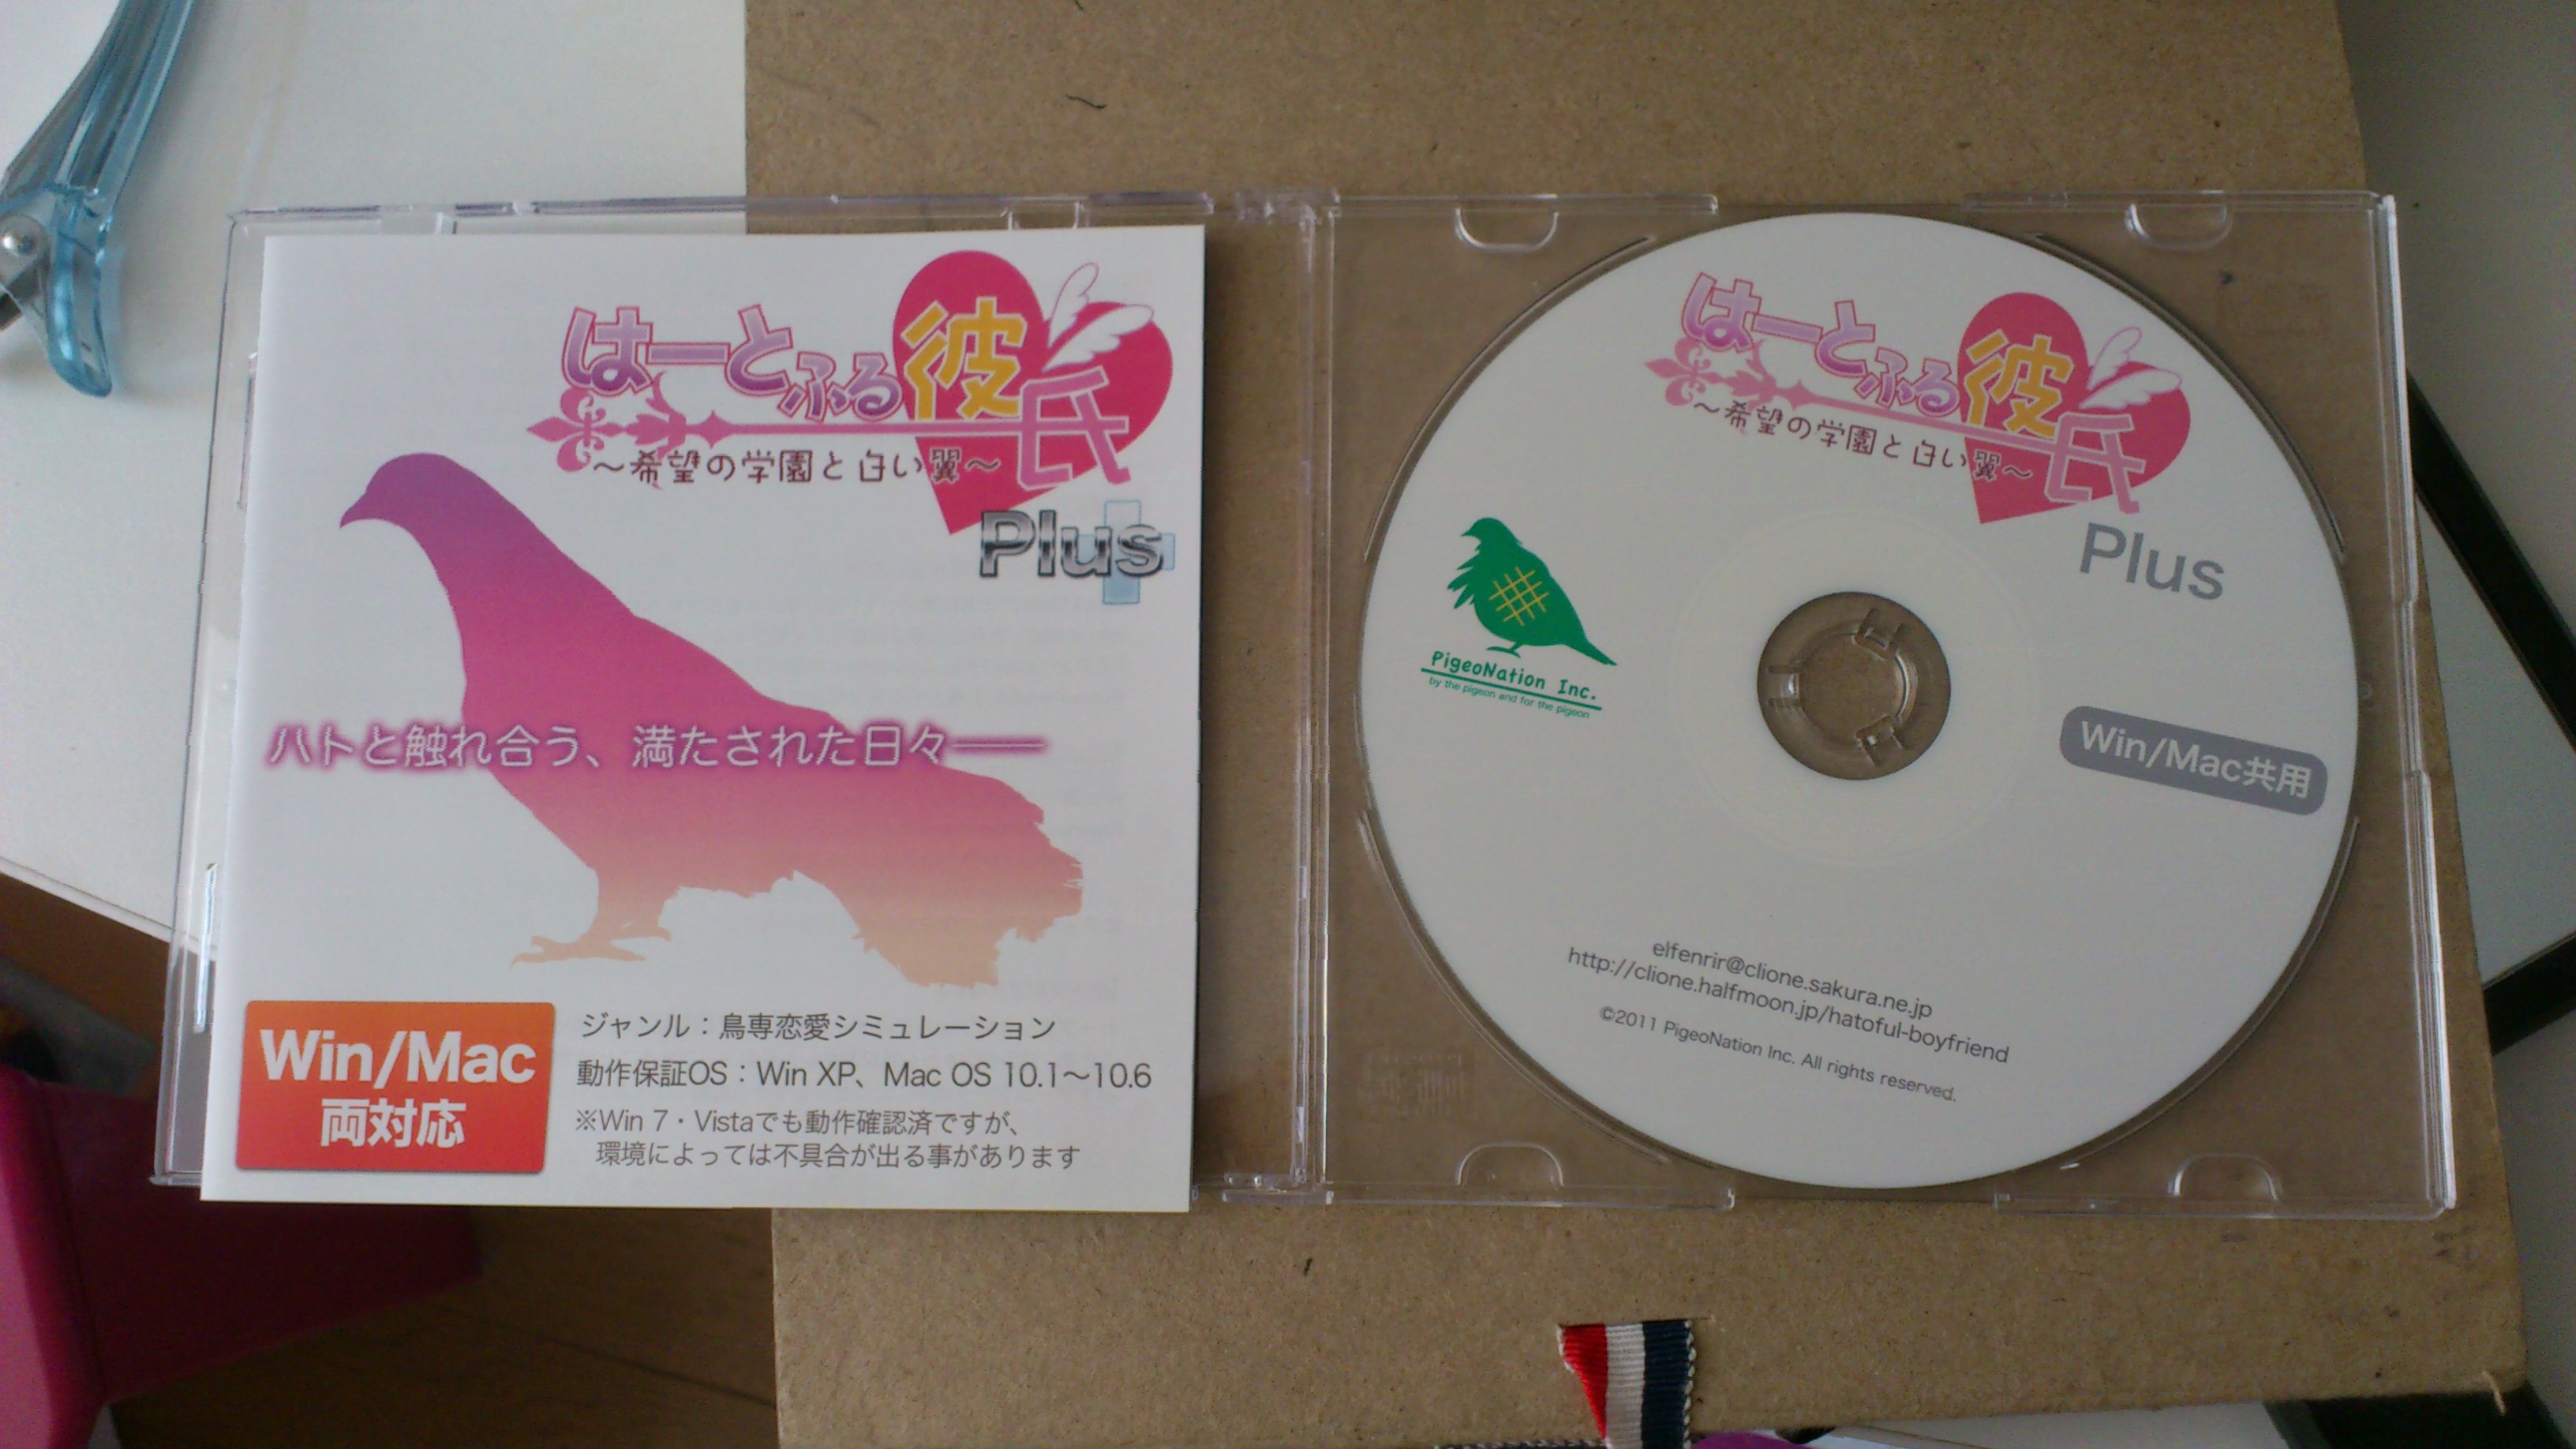 はーとふる彼氏
～希望の学園と白い翼～
Plus
ハトと触れ合う、満たされた日々――
Win/Mac
両対応
ジャンル：鳥専恋愛シミュレーション
動作保証OS：Win XP、Mac OS 10.1～10.6
※Win 7・Vistaでも動作確認済ですが、
環境によっては不具合が出る事があります
はーとふる彼氏
～希望の学園と白い翼～
Plus
PigeoNation Inc.
by the pigeon and for the pigeon
Win/Mac共用
elfenrir@clione.sakura.ne.jp
http://clione.halfmoon.jp/hatoful-boyfriend
©2011 PigeoNation Inc. All rights reserved.